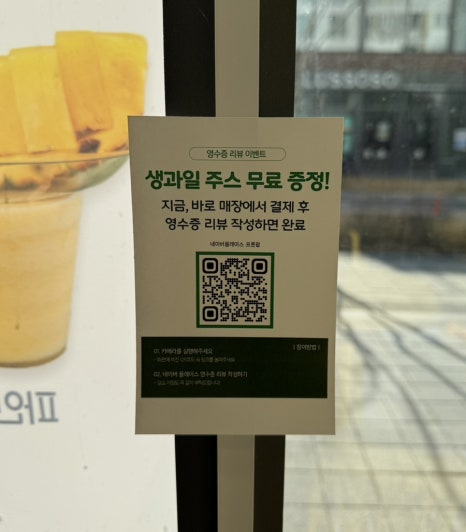 영수증 리뷰 이벤트
생과일 주스 무료 증정!
지금, 바로 매장에서 결제 후
영수증 리뷰 작성하면 완료
네이버플레이스 프론팜
[ 참여방법 ]
01. 카메라를 실행해주세요
02. 네이버 플레이스 영수증 리뷰 작성하기